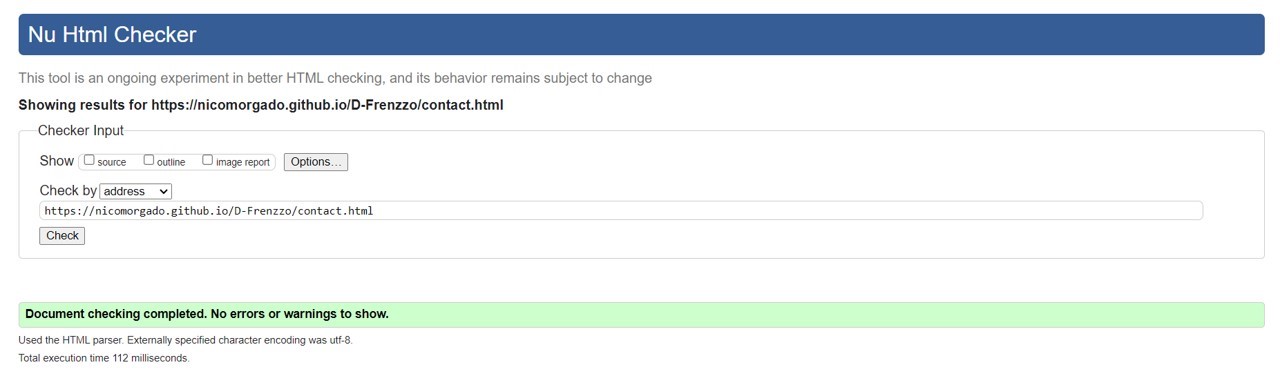 Nu Html Checker
This tool is an ongoing experiment in better HTML checking, and its behavior remains subject to change
Showing results for https://nicomorgado.github.io/D-Frenzzo/contact.html
Checker Input
Show source outline image report Options...
Check by address
https://nicomorgado.github.io/D-Frenzzo/contact.html
Check
Document checking completed. No errors or warnings to show.
Used the HTML parser. Externally specified character encoding was utf-8.
Total execution time 112 milliseconds.